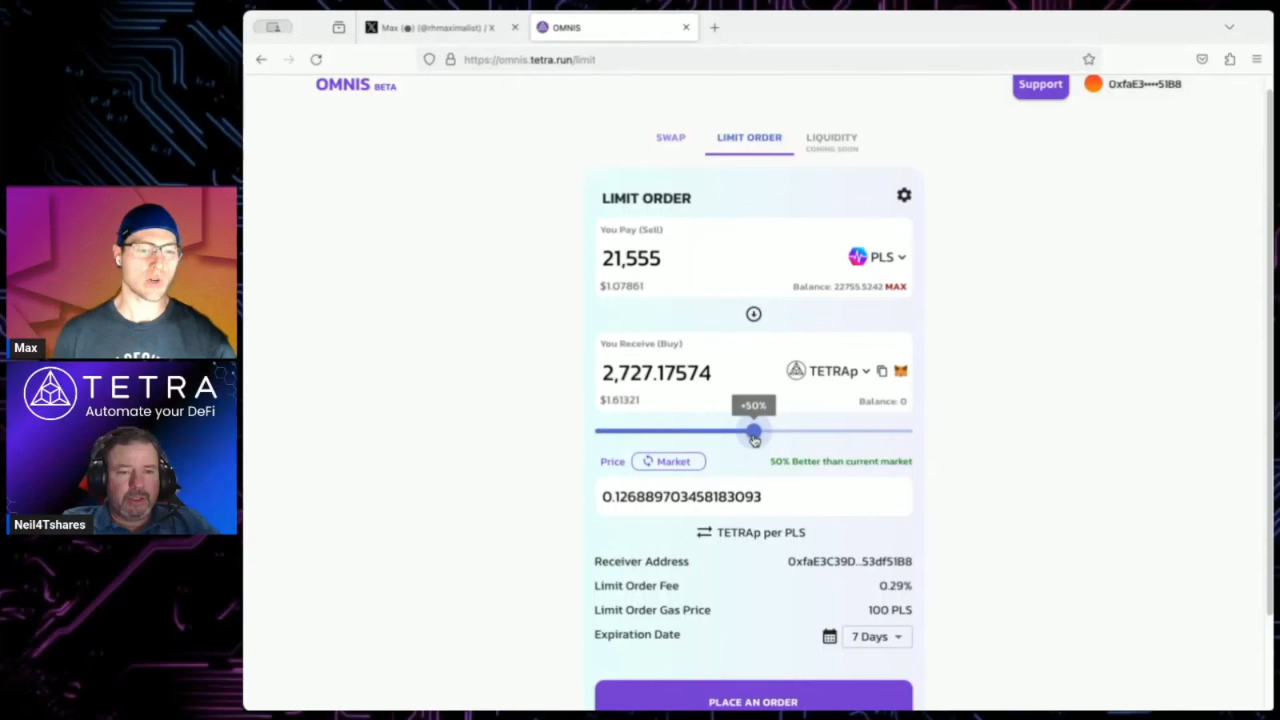 Max (●) (@rhmaximalist) / X
OMNIS
https://omnis.tetra.run/limit
OMNIS BETA
Support
0xfaE3••••51B8
SWAP
LIMIT ORDER
LIQUIDITY
COMING SOON
LIMIT ORDER
You Pay (Sell)
21,555
PLS
$1.07861
Balance: 22755.5242 MAX
You Receive (Buy)
2,727.17574
TETRAp
$1.61321
Balance: 0
+50%
Price
Market
50% Better than current market
0.126889703458183093
TETRAp per PLS
Receiver Address
0xfaE3C39D...53df51B8
Limit Order Fee
0.29%
Limit Order Gas Price
100 PLS
Expiration Date
7 Days
PLACE AN ORDER
Max
TETRA
Automate your DeFi
Neil4Tshares